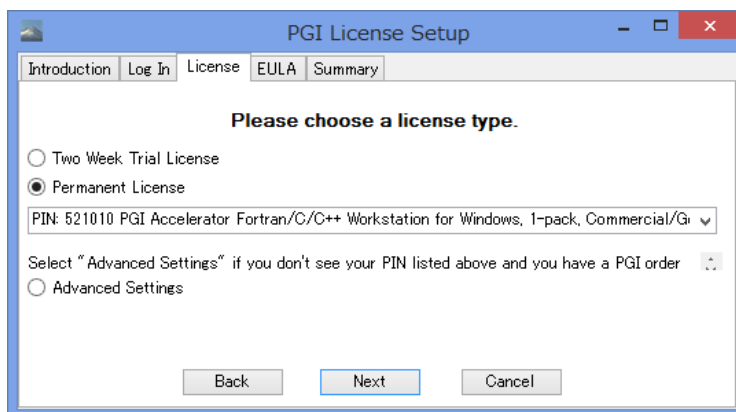 PGI License Setup
Introduction Log In License EULA Summary
Please choose a license type.
Two Week Trial License
Permanent License
PIN: 521010 PGI Accelerator Fortran/C/C++ Workstation for Windows, 1-pack, Commercial/G
Select "Advanced Settings" if you don't see your PIN listed above and you have a PGI order
Advanced Settings
Back Next Cancel